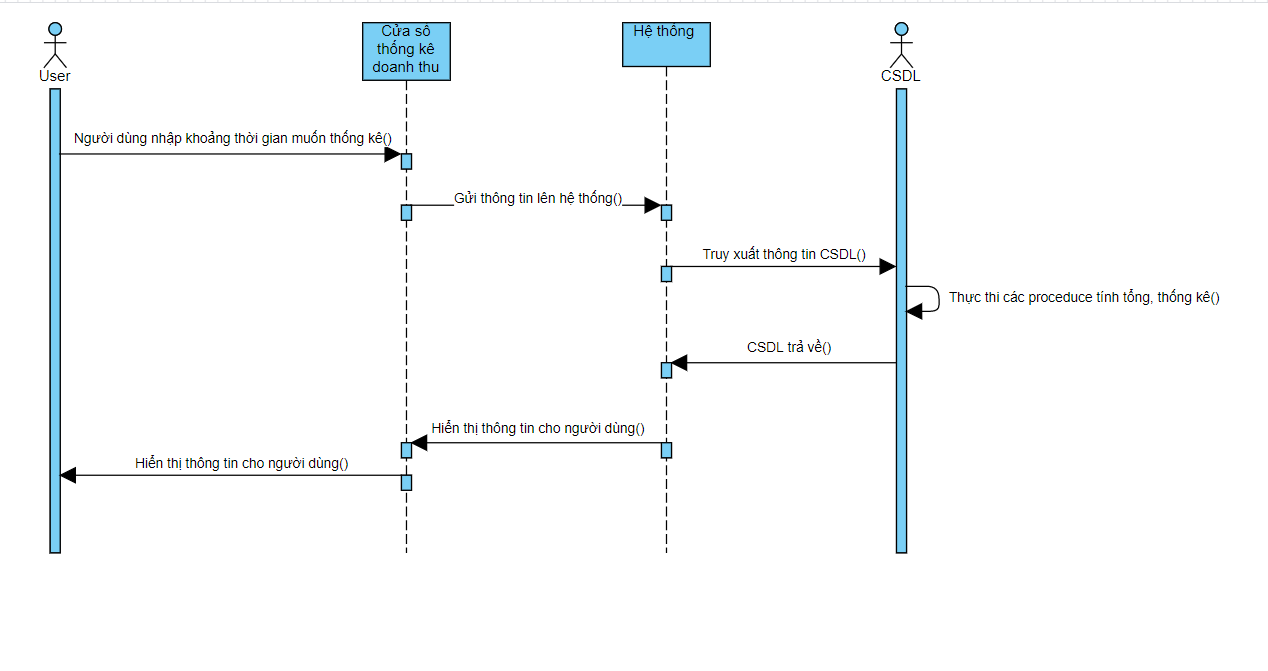 User
Cửa sô
thống kê
doanh thu
Hệ thông
CSDL
Người dùng nhập khoảng thời gian muốn thống kê()
Gửi thông tin lên hệ thống()
Truy xuất thông tin CSDL()
Thực thi các proceduce tính tổng, thống kê()
CSDL trả về()
Hiển thị thông tin cho người dùng()
Hiển thị thông tin cho người dùng()